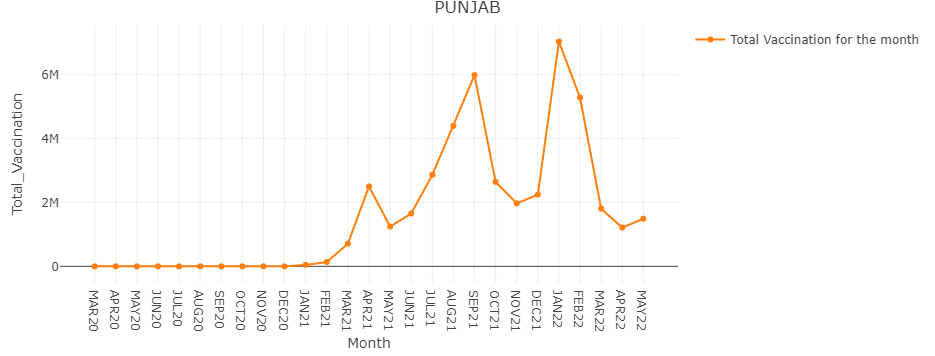 PUNJAB
Total Vaccination for the month
Total_Vaccination
6M
4M
2M
0
MAR20
APR20
MAY20
JUN20
JUL20
AUG20
SEP20
OCT20
NOV20
DEC20
JAN21
FEB21
MAR21
APR21
MAY21
JUN21
JUL21
AUG21
SEP21
OCT21
NOV21
DEC21
JAN22
FEB22
MAR22
APR22
MAY22
Month